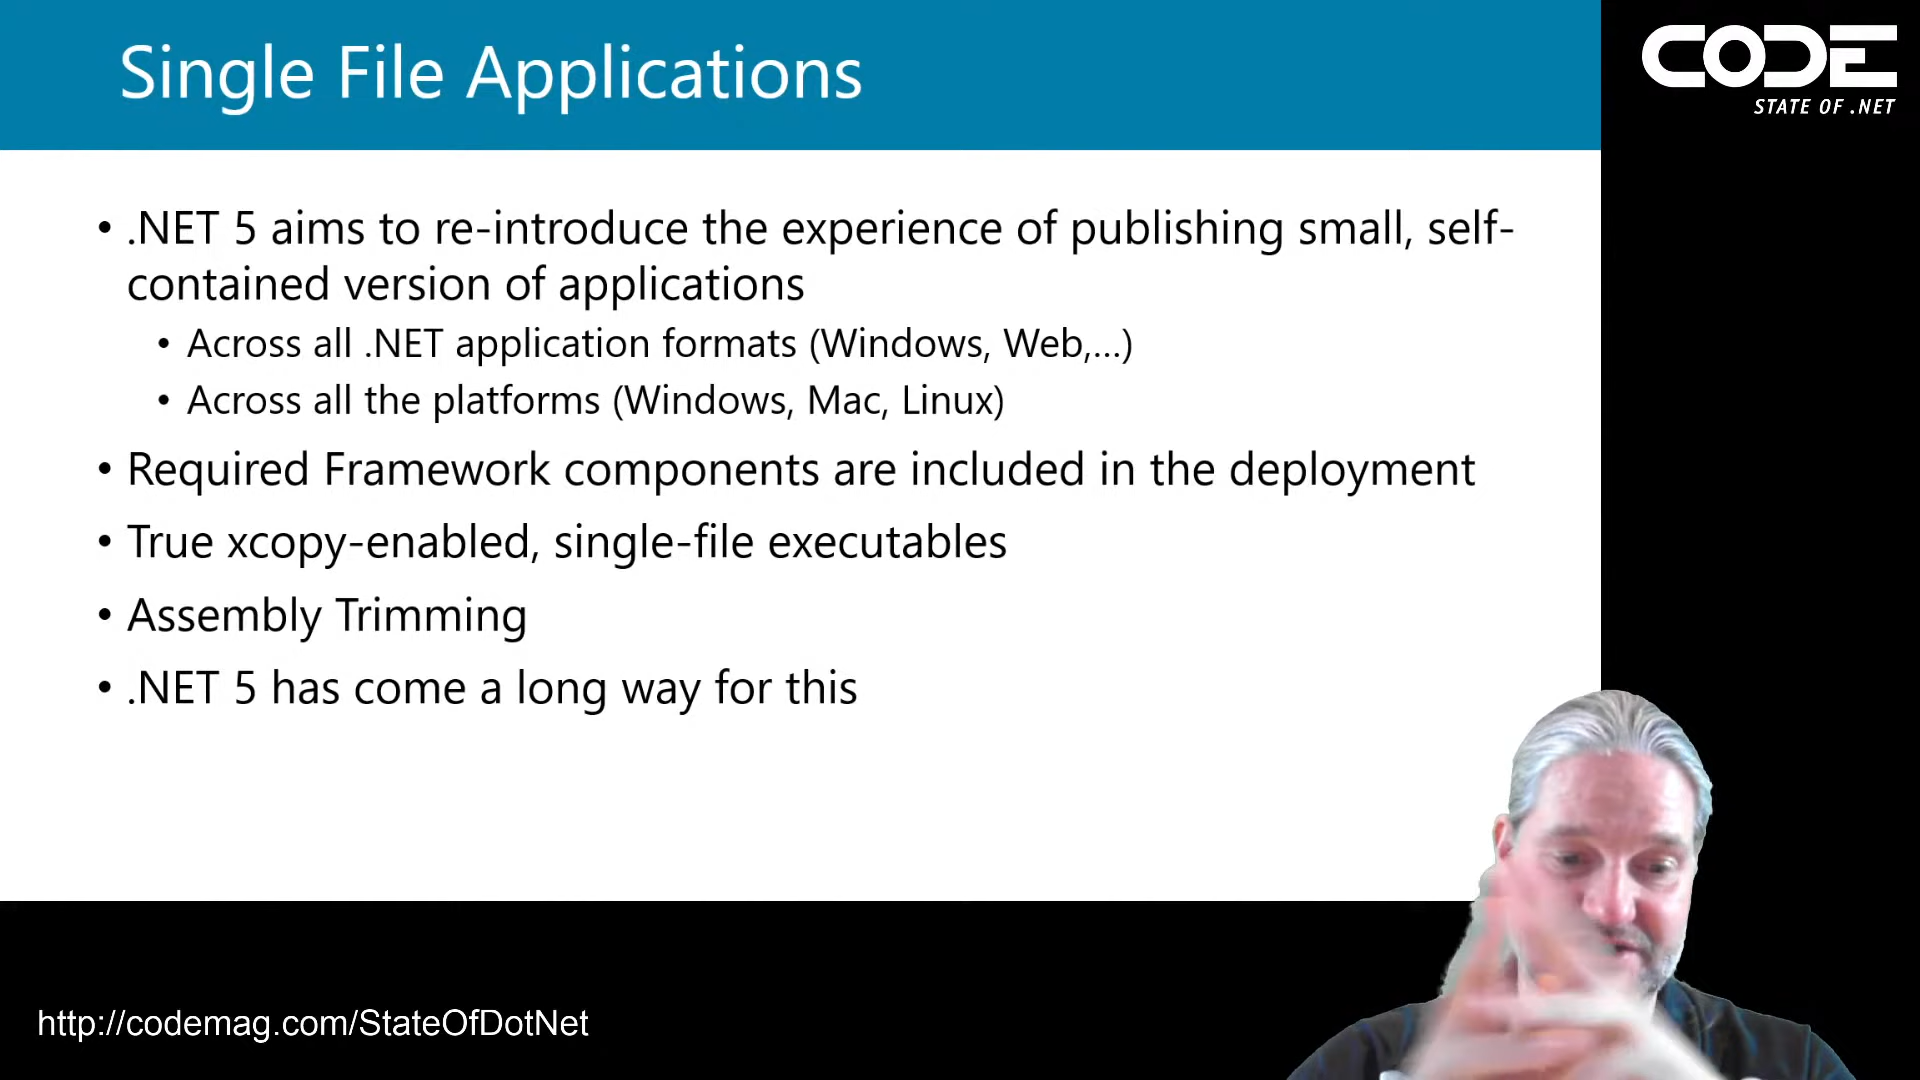 Single File Applications
CODE
STATE OF .NET
• .NET 5 aims to re-introduce the experience of publishing small, self-
contained version of applications
• Across all .NET application formats (Windows, Web,...)
• Across all the platforms (Windows, Mac, Linux)
• Required Framework components are included in the deployment
• True xcopy-enabled, single-file executables
• Assembly Trimming
• .NET 5 has come a long way for this
http://codemag.com/StateOfDotNet